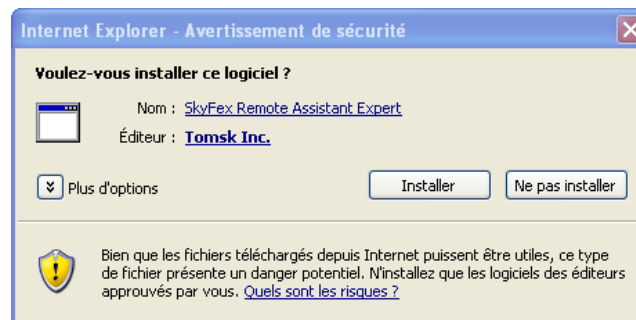 Internet Explorer - Avertissement de sécurité
Voulez-vous installer ce logiciel ?
Nom : SkyFex Remote Assistant Expert
Éditeur : Tomsk Inc.
Plus d'options
Installer
Ne pas installer
Bien que les fichiers téléchargés depuis Internet puissent être utiles, ce type
de fichier présente un danger potentiel. N'installez que les logiciels des éditeurs
approuvés par vous. Quels sont les risques ?